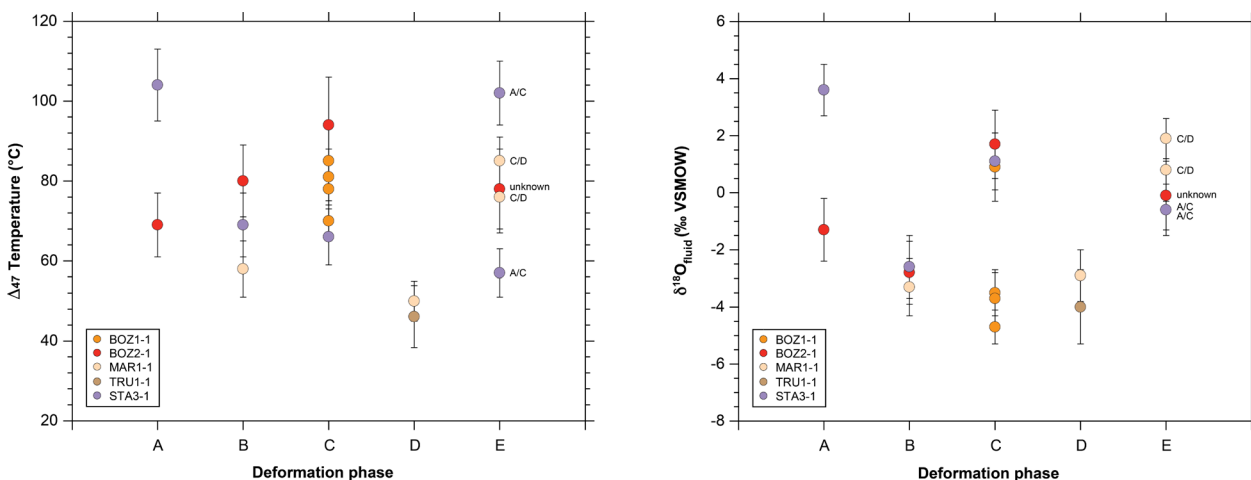 120
100
80
60
40
20
Δ47 Temperature (°C)
A/C
C/D
unknown
C/D
A/C
BOZ1-1
BOZ2-1
MAR1-1
TRU1-1
STA3-1
A B C D E
Deformation phase
6
4
2
0
-2
-4
-6
-8
δ18Ofluid (‰ VSMOW)
C/D
C/D
unknown
A/C
A/C
BOZ1-1
BOZ2-1
MAR1-1
TRU1-1
STA3-1
A B C D E
Deformation phase